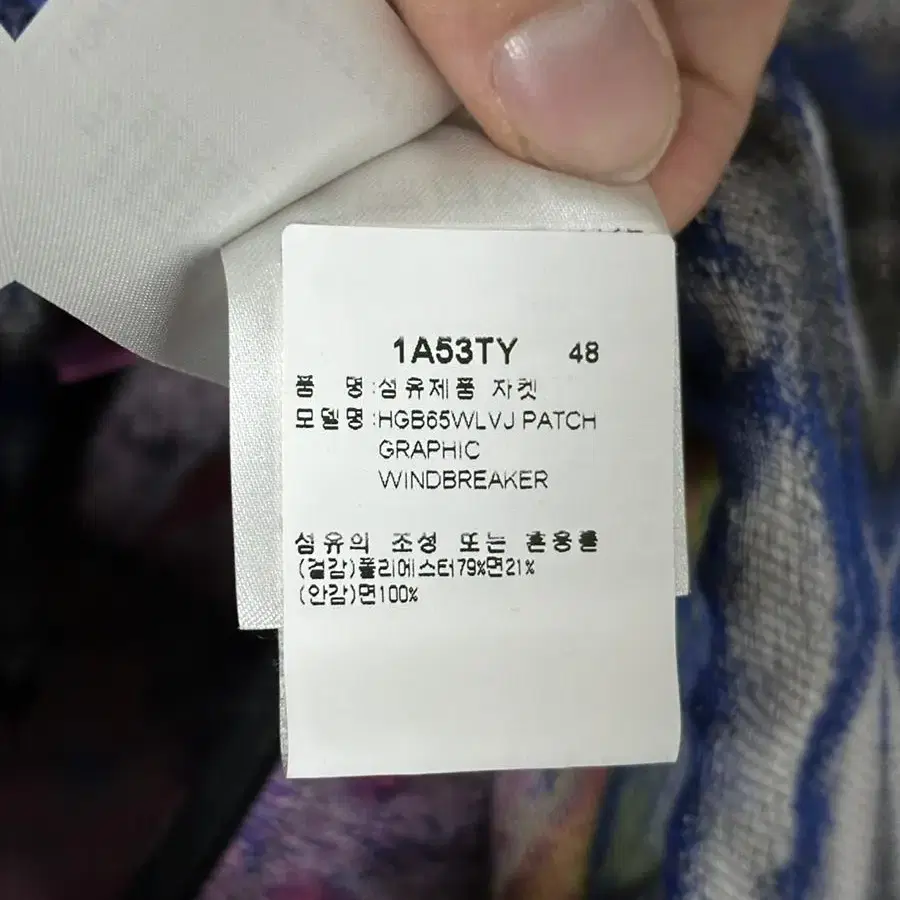 1A53TY 48
품 명:섬유제품 자켓
모델명:HGB65WLVJ PATCH
GRAPHIC
WINDBREAKER
섬유의 조성 또는 혼용률
(겉감)폴리에스터79%면21%
(안감)면100%